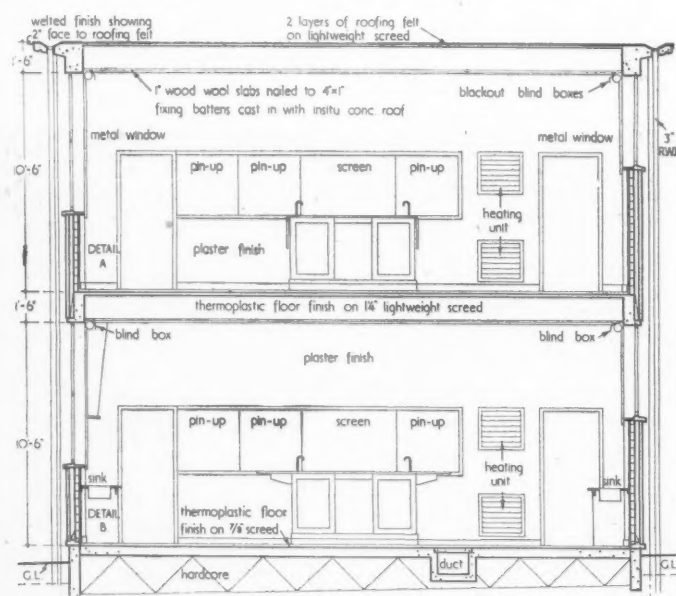 welted finish showing
2" face to roofing felt
2 layers of roofing felt
on lightweight screed
1'-6"
1" wood wool slabs nailed to 4"×1"
fixing battens cast in with insitu conc. roof
blackout blind boxes
metal window
metal window
3"
RWP
10'-6"
pin-up
pin-up
screen
pin-up
heating
unit
DETAIL
A
plaster finish
1'-6"
thermoplastic floor finish on 1¼" lightweight screed
blind box
blind box
plaster finish
10'-6"
pin-up
pin-up
screen
pin-up
heating
unit
sink
sink
DETAIL
B
thermoplastic floor
finish on ⅞" screed
G.L.
hardcore
duct
G.L.